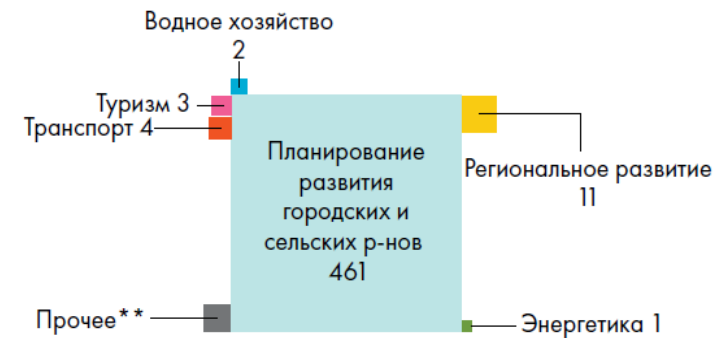 Водное хозяйство
2
Туризм 3
Транспорт 4
Планирование
развития
городских и
сельских р-нов
461
Региональное развитие
11
Прочее**
Энергетика 1